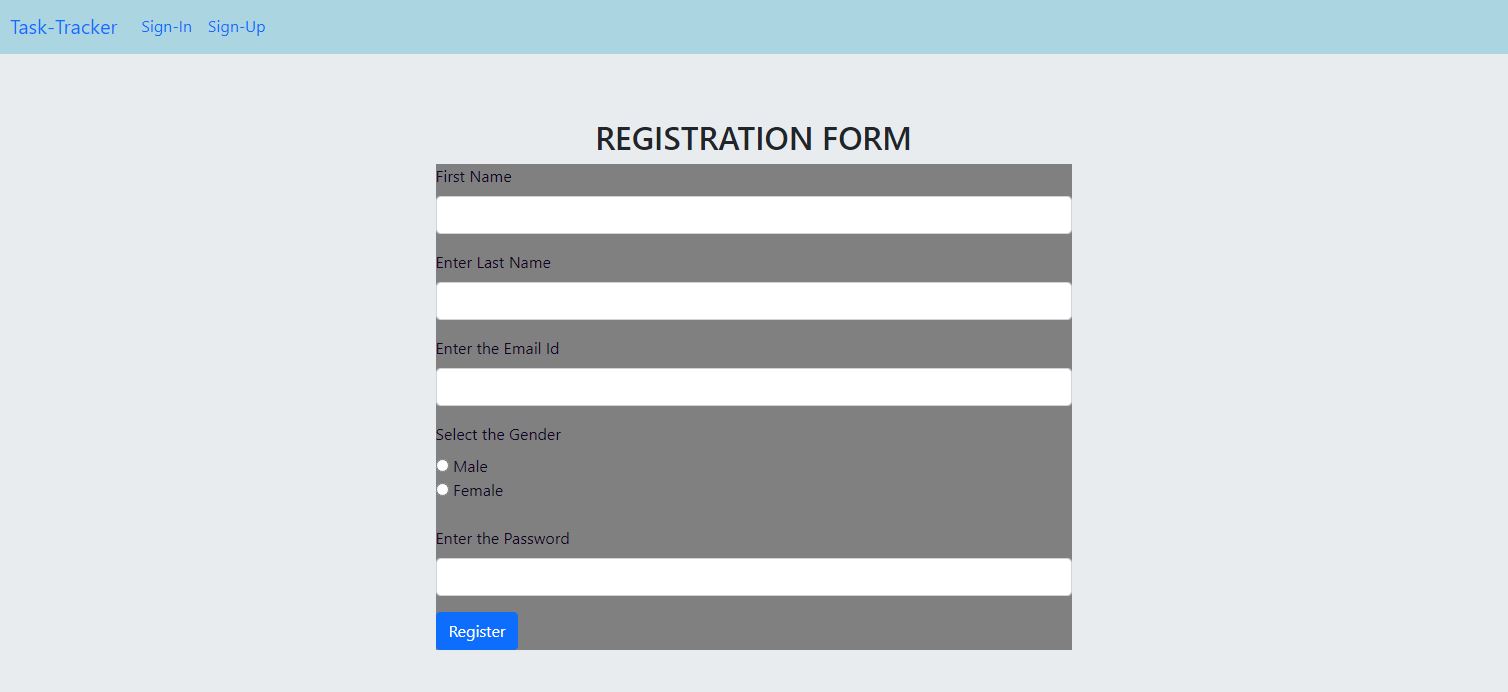 Task-Tracker Sign-In Sign-Up
REGISTRATION FORM
First Name
Enter Last Name
Enter the Email Id
Select the Gender
Male
Female
Enter the Password
Register